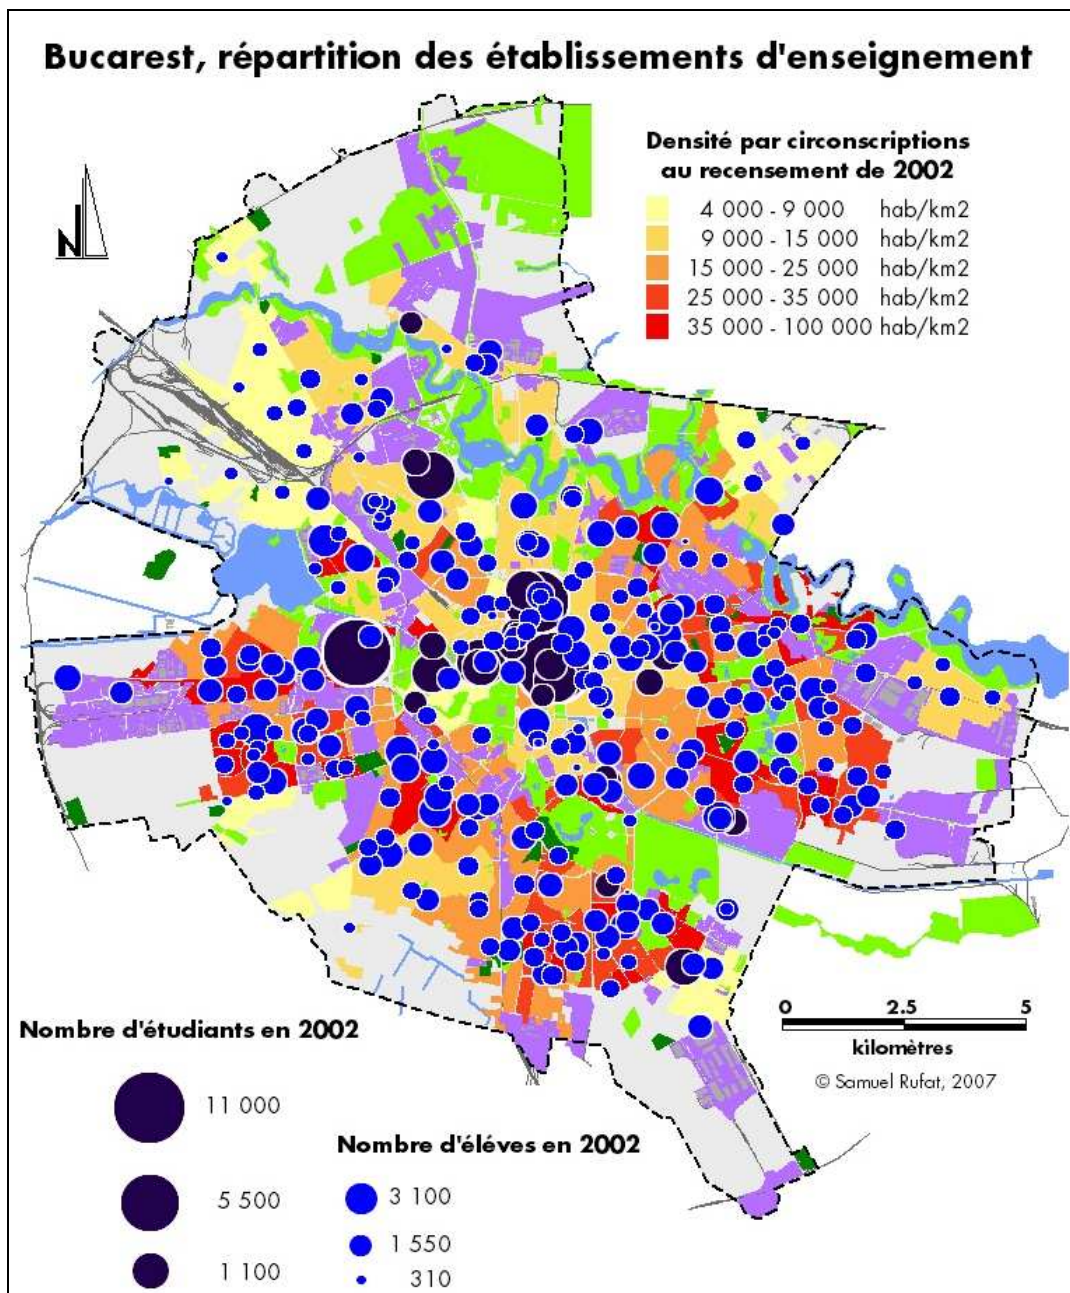 Bucarest, répartition des établissements d'enseignement
Densité par circonscriptions
au recensement de 2002
4 000 - 9 000 hab/km2
9 000 - 15 000 hab/km2
15 000 - 25 000 hab/km2
25 000 - 35 000 hab/km2
35 000 - 100 000 hab/km2
N
0 2.5 5
kilomètres
© Samuel Rufat, 2007
Nombre d'étudiants en 2002
11 000
5 500
1 100
Nombre d'éléves en 2002
3 100
1 550
310